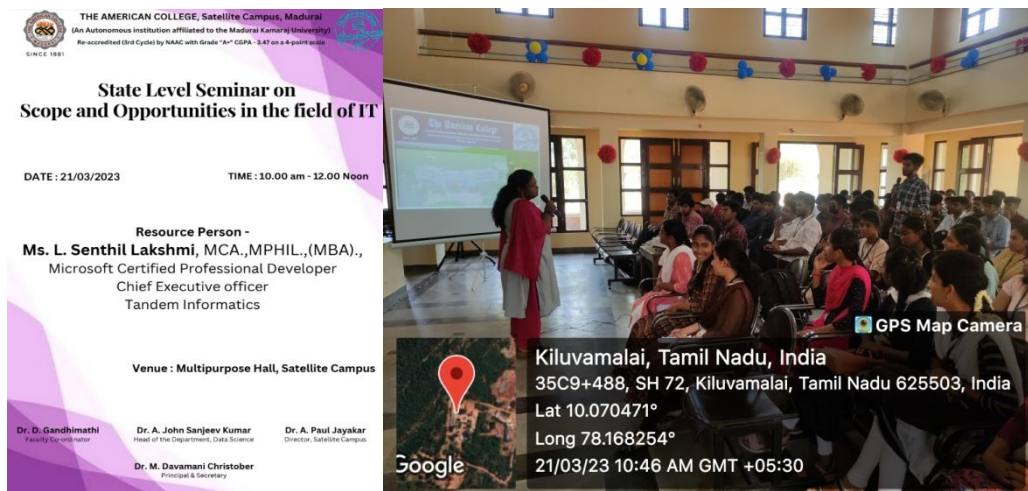 THE AMERICAN COLLEGE, Satellite Campus, Madurai
(An Autonomous institution affiliated to the Madurai Kamaraj University)
Re-accredited (3rd Cycle) by NAAC with Grade "A+" CGPA - 3.47 on a 4-point scale
SINCE 1881
State Level Seminar on
Scope and Opportunities in the field of IT
DATE : 21/03/2023
TIME : 10.00 am - 12.00 Noon
Resource Person -
Ms. L. Senthil Lakshmi, MCA.,MPHIL.,(MBA).,
Microsoft Certified Professional Developer
Chief Executive officer
Tandem Informatics
Venue : Multipurpose Hall, Satellite Campus
Dr. D. Gandhimathi
Faculty Co-ordinator
Dr. A. John Sanjeev Kumar
Head of the Department, Data Science
Dr. A. Paul Jayakar
Director, Satellite Campus
Dr. M. Davamani Christober
Principal & Secretary
The American College
GPS Map Camera
Google
Kiluvamalai, Tamil Nadu, India
35C9+488, SH 72, Kiluvamalai, Tamil Nadu 625503, India
Lat 10.070471°
Long 78.168254°
21/03/23 10:46 AM GMT +05:30